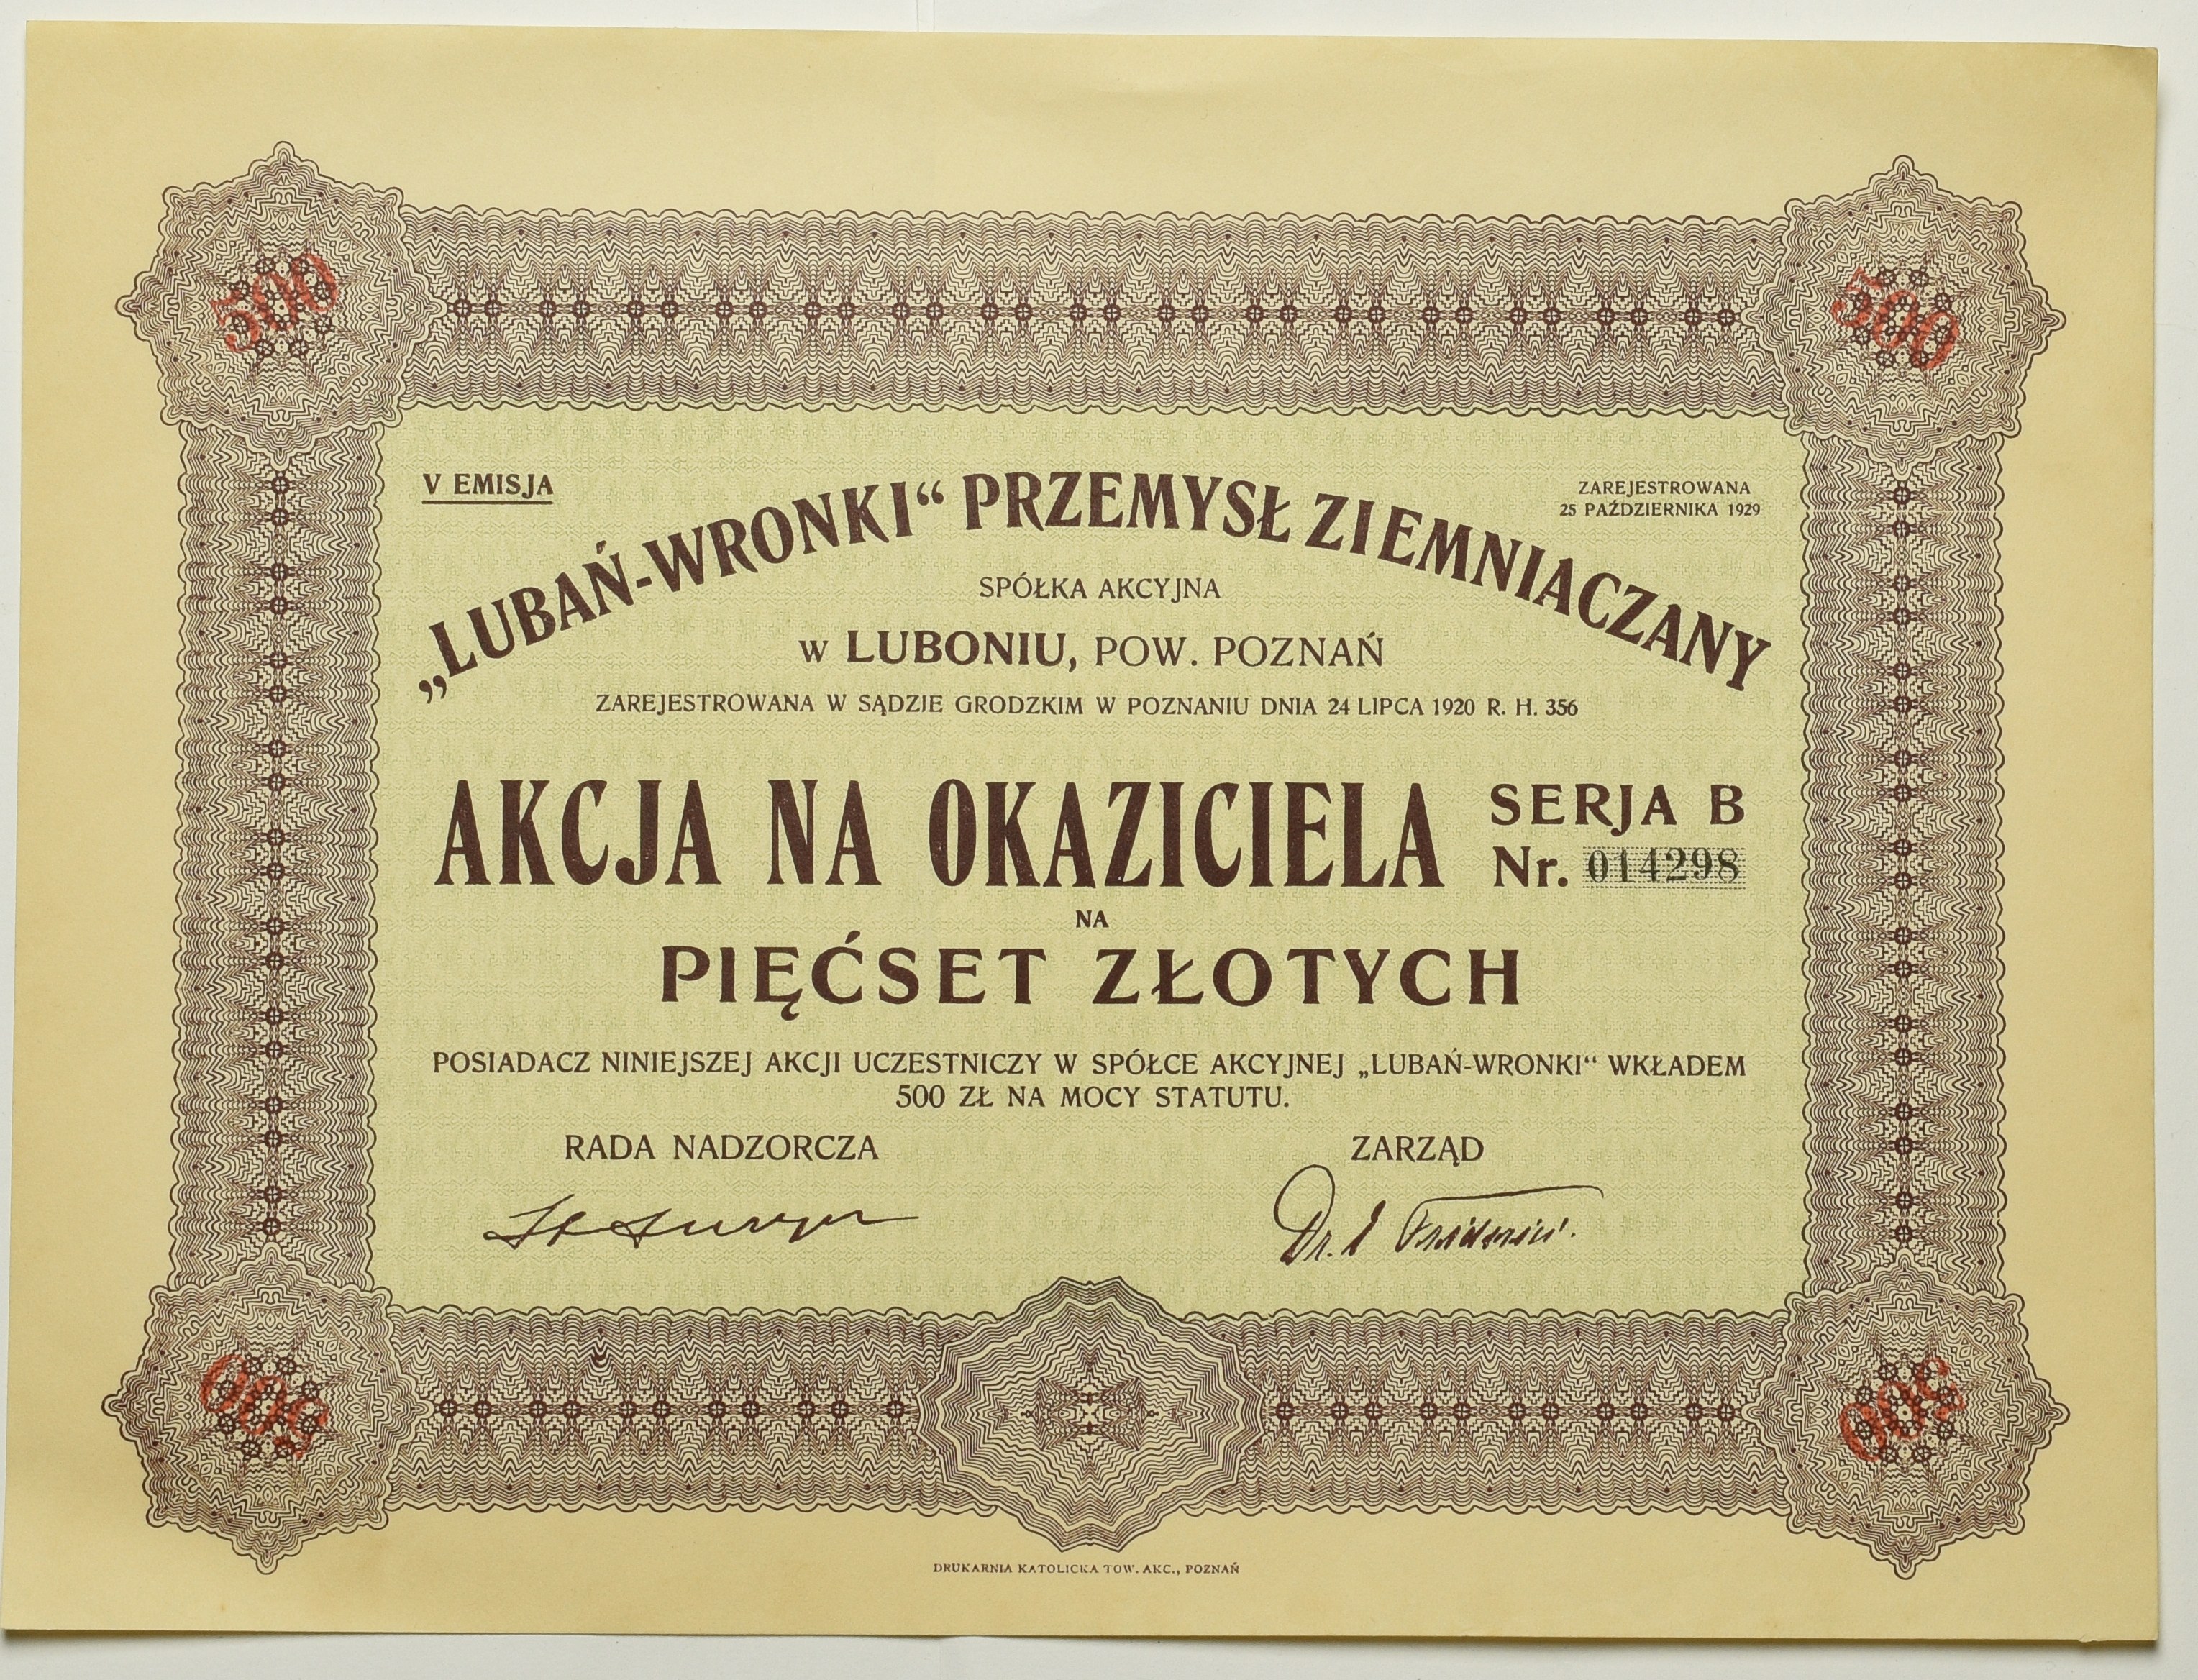 500
500
V EMISJA
ZAREJESTROWANA
25 PAŹDZIERNIKA 1929
„LUBAŃ-WRONKI“ PRZEMYSŁ ZIEMNIACZANY
SPÓŁKA AKCYJNA
W LUBONIU, POW. POZNAŃ
ZAREJESTROWANA W SĄDZIE GRODZKIM W POZNANIU DNIA 24 LIPCA 1920 R. H. 356
AKCJA NA OKAZICIELA
SERJA B
Nr. 014298
NA
PIĘĆSET ZŁOTYCH
POSIADACZ NINIEJSZEJ AKCJI UCZESTNICZY W SPÓŁCE AKCYJNEJ „LUBAŃ-WRONKI“ WKŁADEM
500 ZŁ NA MOCY STATUTU.
RADA NADZORCZA
ZARZĄD
Dr.
500
500
DRUKARNIA KATOLICKA TOW. AKC., POZNAŃ